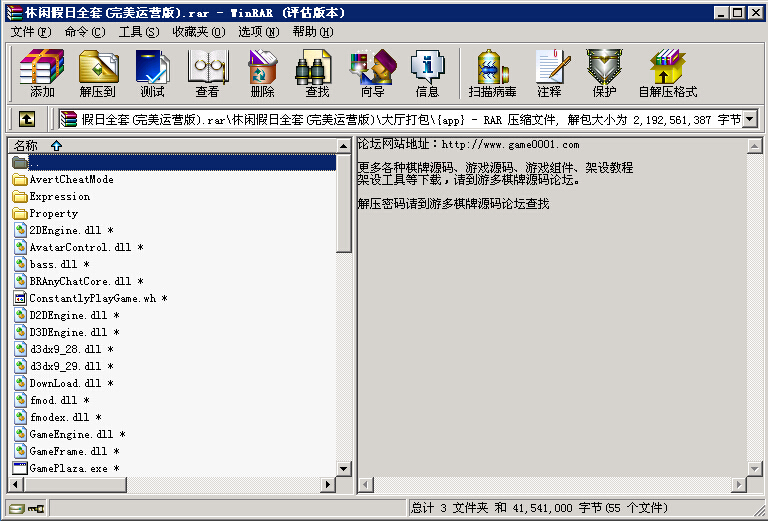 休闲假日全套(完美运营版).rar - WinRAR (评估版本)
文件(F) 命令(C) 工具(S) 收藏夹(O) 选项(N) 帮助(H)
添加 解压到 测试 查看 删除 查找 向导 信息 扫描病毒 注释 保护 自解压格式
假日全套(完美运营版).rar\休闲假日全套(完美运营版)\大厅打包\{app} - RAR 压缩文件, 解包大小为 2,192,561,387 字节
名称
..
AvertCheatMode
Expression
Property
2DEngine.dll *
AvatarControl.dll *
bass.dll *
BRAnyChatCore.dll *
ConstantlyPlayGame.wh *
D2DEngine.dll *
D3DEngine.dll *
d3dx9_28.dll *
d3dx9_29.dll *
DownLoad.dll *
fmod.dll *
fmodex.dll *
GameEngine.dll *
GameFrame.dll *
GamePlaza.exe *
论坛网站地址：http://www.game0001.com
更多各种棋牌源码、游戏源码、游戏组件、架设教程
架设工具等下载，请到游多棋牌源码论坛。
解压密码请到游多棋牌源码论坛查找
总计 3 文件夹 和 41,541,000 字节(55 个文件)